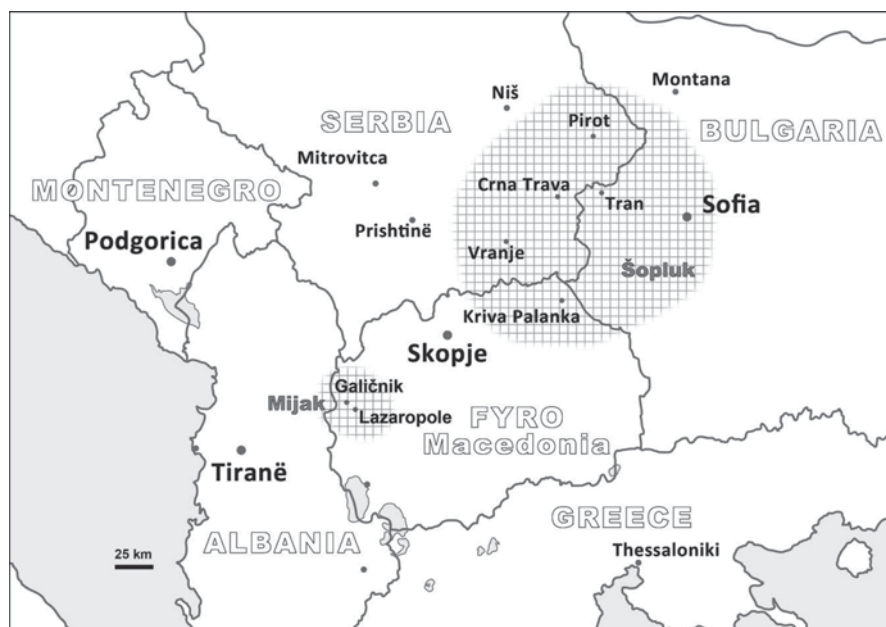 Montana
Niš
SERBIA
Pirot
BULGARIA
Mitrovitca
MONTENEGRO
Crna Trava
Tran
Sofia
Prishtinë
Podgorica
Vranje
Šopluk
Kriva Palanka
Skopje
Galičnik
Mijak
Lazaropole
FYRO
Macedonia
Tiranë
GREECE
ALBANIA
Thessaloniki
25 km